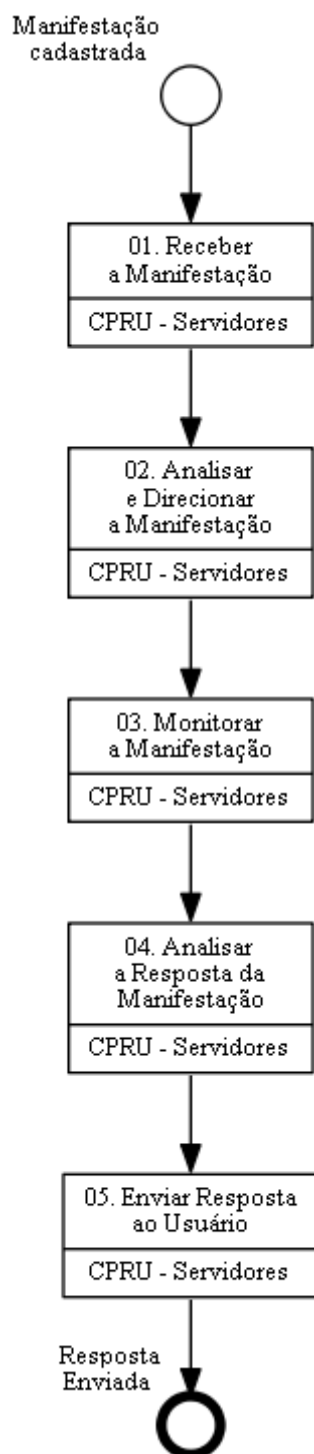 Manifestação
cadastrada
01. Receber
a Manifestação
CPRU - Servidores
02. Analisar
e Direcionar
a Manifestação
CPRU - Servidores
03. Monitorar
a Manifestação
CPRU - Servidores
04. Analisar
a Resposta da
Manifestação
CPRU - Servidores
05. Enviar Resposta
ao Usuário
CPRU - Servidores
Resposta
Enviada